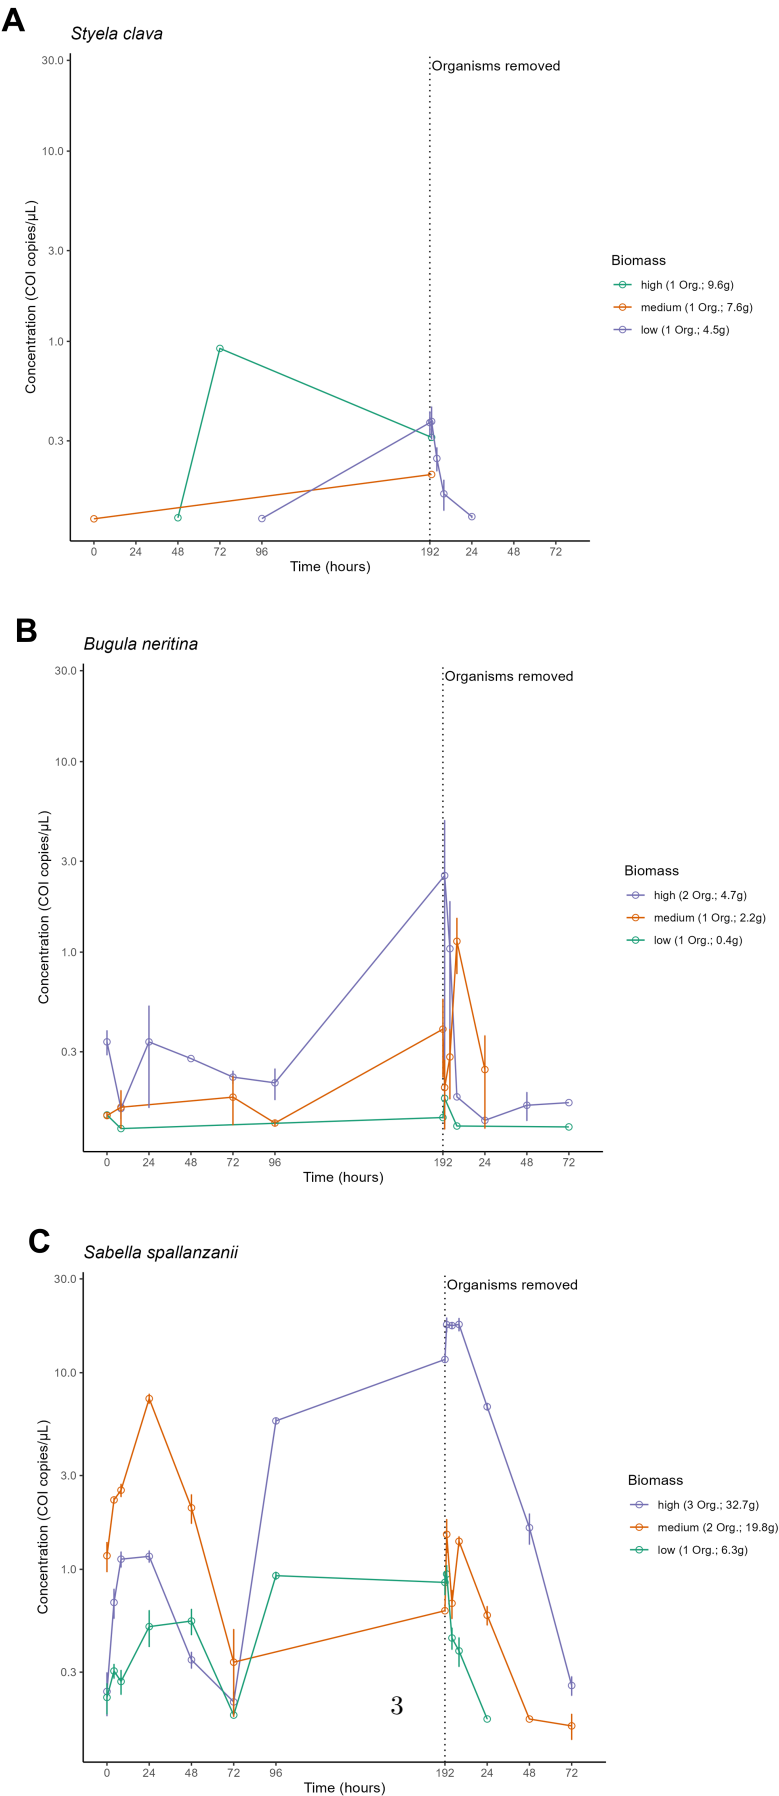 A
Styela clava
30.0
Organisms removed
10.0
3.0
1.0
0.3
Concentration (COI copies/µL)
0 24 48 72 96 192 24 48 72
Time (hours)
Biomass
high (1 Org.; 9.6g)
medium (1 Org.; 7.6g)
low (1 Org.; 4.5g)
B
Bugula neritina
30.0
Organisms removed
10.0
3.0
1.0
0.3
Concentration (COI copies/µL)
0 24 48 72 96 192 24 48 72
Time (hours)
Biomass
high (2 Org.; 4.7g)
medium (1 Org.; 2.2g)
low (1 Org.; 0.4g)
C
Sabella spallanzanii
30.0
Organisms removed
10.0
3.0
1.0
0.3
Concentration (COI copies/µL)
3
0 24 48 72 96 192 24 48 72
Time (hours)
Biomass
high (3 Org.; 32.7g)
medium (2 Org.; 19.8g)
low (1 Org.; 6.3g)